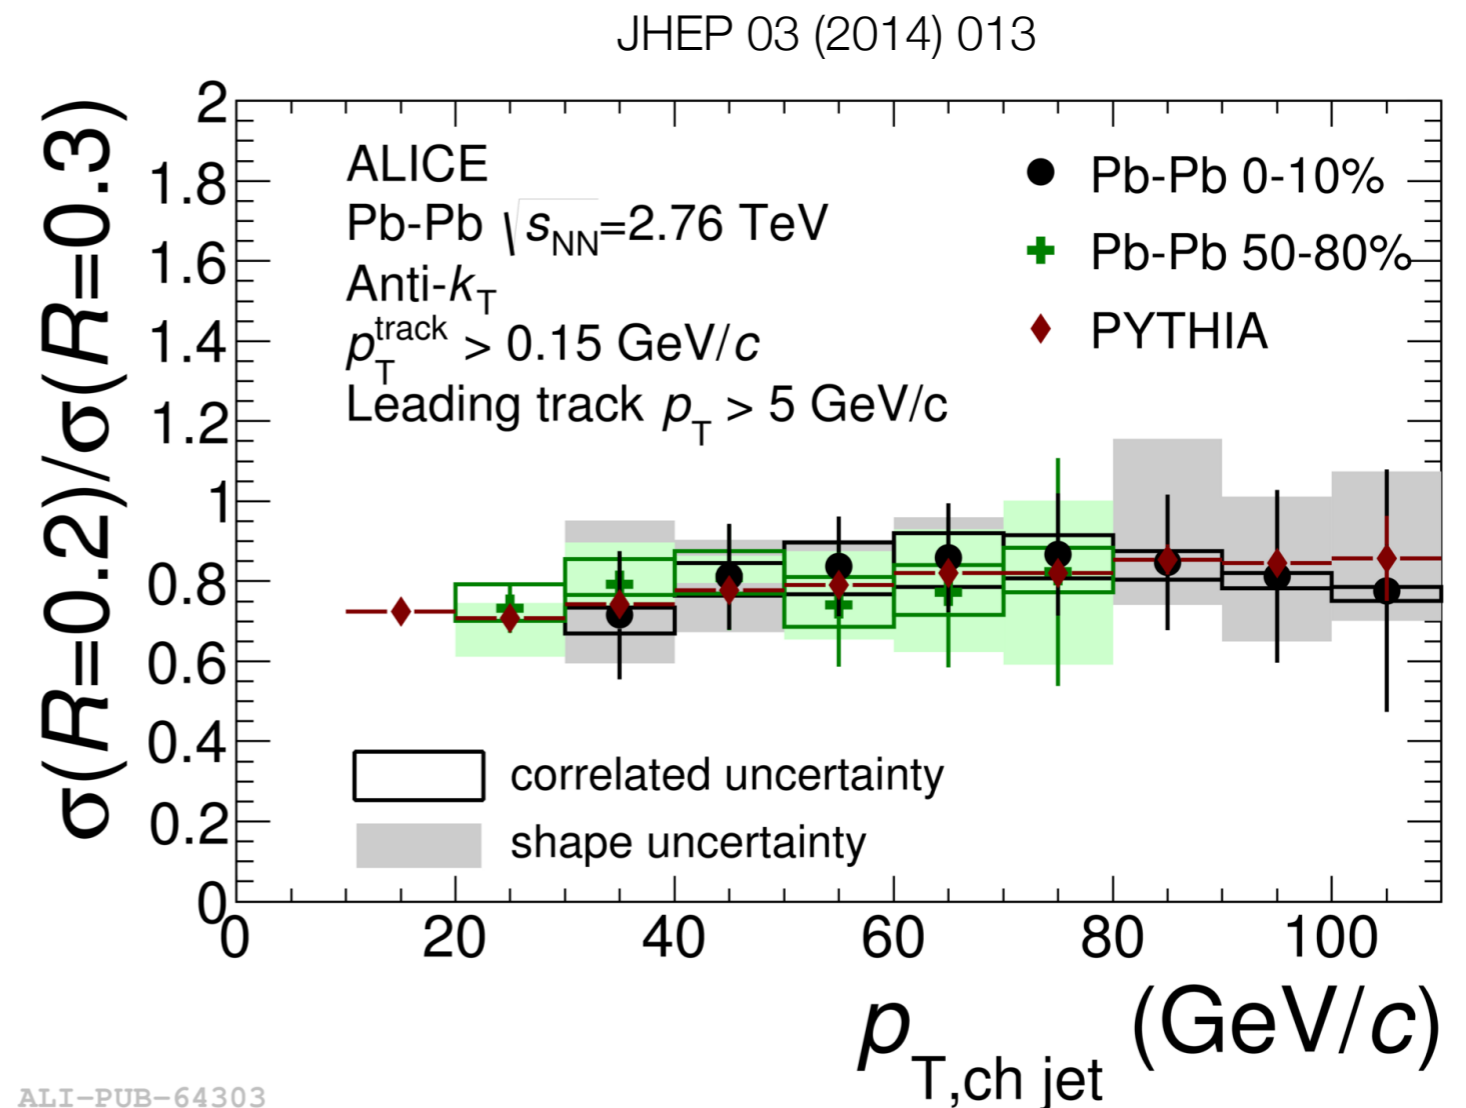 JHEP 03 (2014) 013
σ(R=0.2)/σ(R=0.3)
2
1.8
1.6
1.4
1.2
1
0.8
0.6
0.4
0.2
0
ALICE
Pb-Pb √sNN=2.76 TeV
Anti-kT
pTtrack > 0.15 GeV/c
Leading track pT > 5 GeV/c
Pb-Pb 0-10%
Pb-Pb 50-80%
PYTHIA
correlated uncertainty
shape uncertainty
0 20 40 60 80 100
pT,ch jet (GeV/c)
ALI-PUB-64303